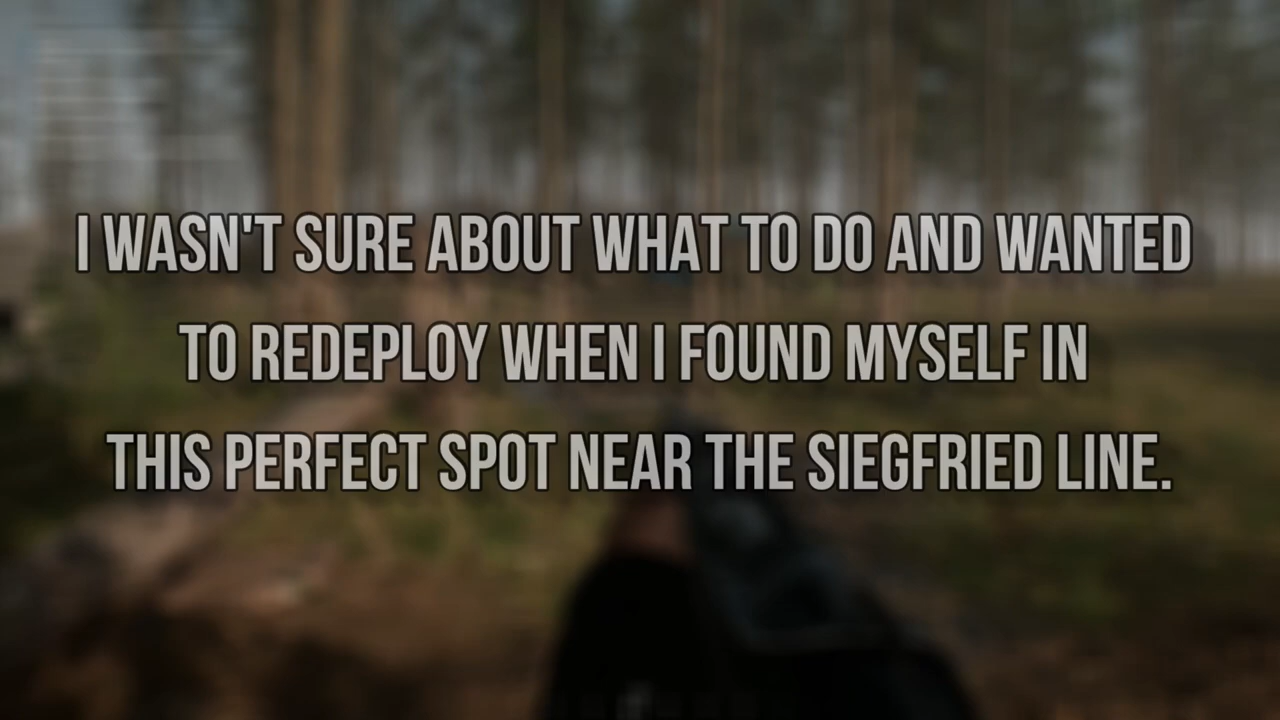 I WASN'T SURE ABOUT WHAT TO DO AND WANTED
TO REDEPLOY WHEN I FOUND MYSELF IN
THIS PERFECT SPOT NEAR THE SIEGFRIED LINE.